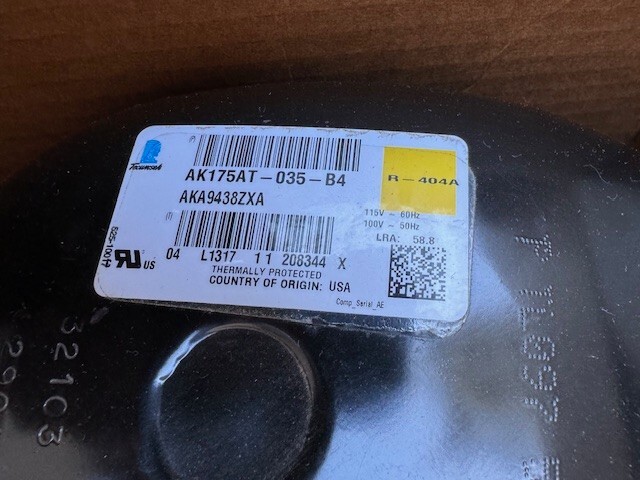 Tecumseh
(P)
AK175AT-035-B4
AKA9438ZXA
R-404A
115V ~ 60Hz
100V ~ 50Hz
LRA: 58.8
(T)
04 L1317 11 208344 X
THERMALLY PROTECTED
COUNTRY OF ORIGIN: USA
Comp_Serial_AE
US
32103